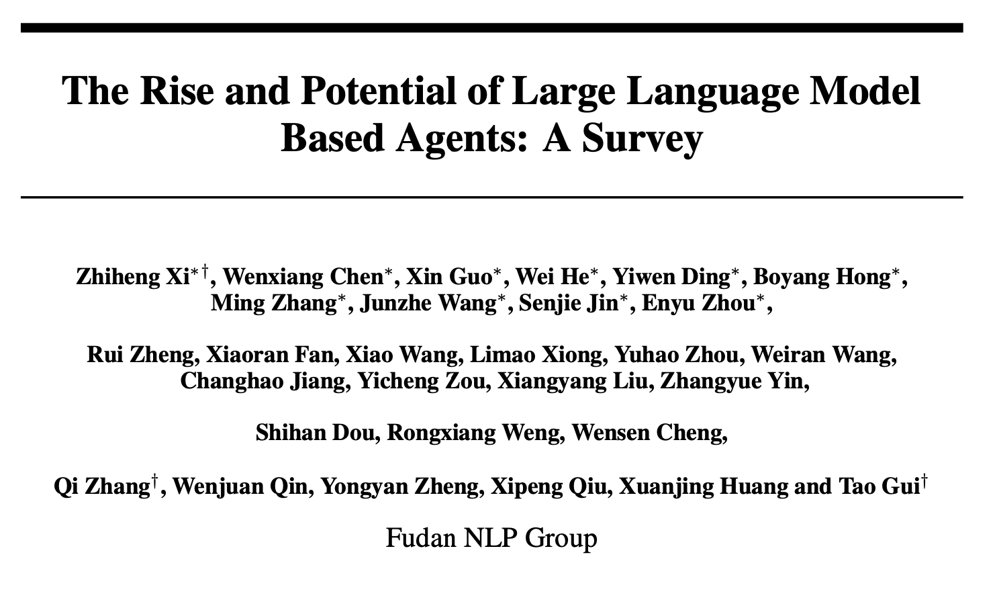 The Rise and Potential of Large Language Model
Based Agents: A Survey
Zhiheng Xi∗†, Wenxiang Chen∗, Xin Guo∗, Wei He∗, Yiwen Ding∗, Boyang Hong∗,
Ming Zhang∗, Junzhe Wang∗, Senjie Jin∗, Enyu Zhou∗,
Rui Zheng, Xiaoran Fan, Xiao Wang, Limao Xiong, Yuhao Zhou, Weiran Wang,
Changhao Jiang, Yicheng Zou, Xiangyang Liu, Zhangyue Yin,
Shihan Dou, Rongxiang Weng, Wensen Cheng,
Qi Zhang†, Wenjuan Qin, Yongyan Zheng, Xipeng Qiu, Xuanjing Huang and Tao Gui†
Fudan NLP Group